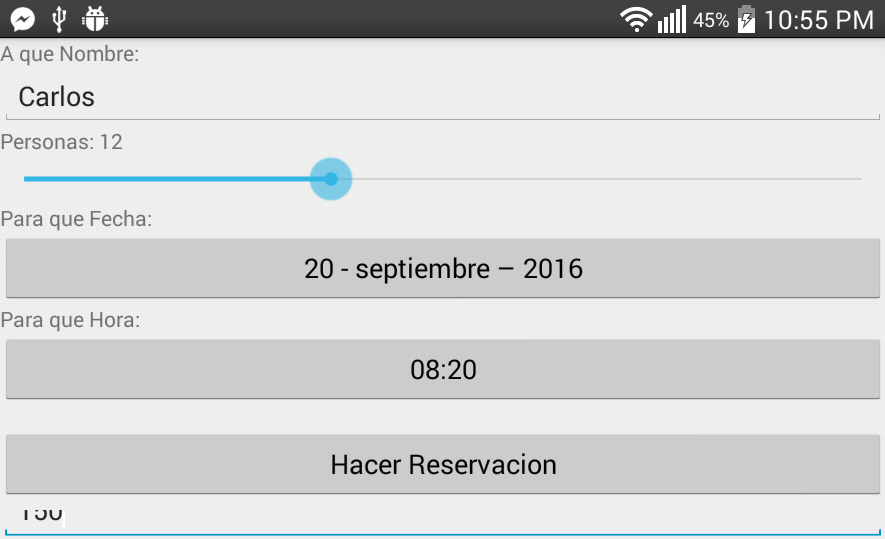 45% 10:55 PM
A que Nombre:
Carlos
Personas: 12
Para que Fecha:
20 - septiembre – 2016
Para que Hora:
08:20
Hacer Reservacion
150